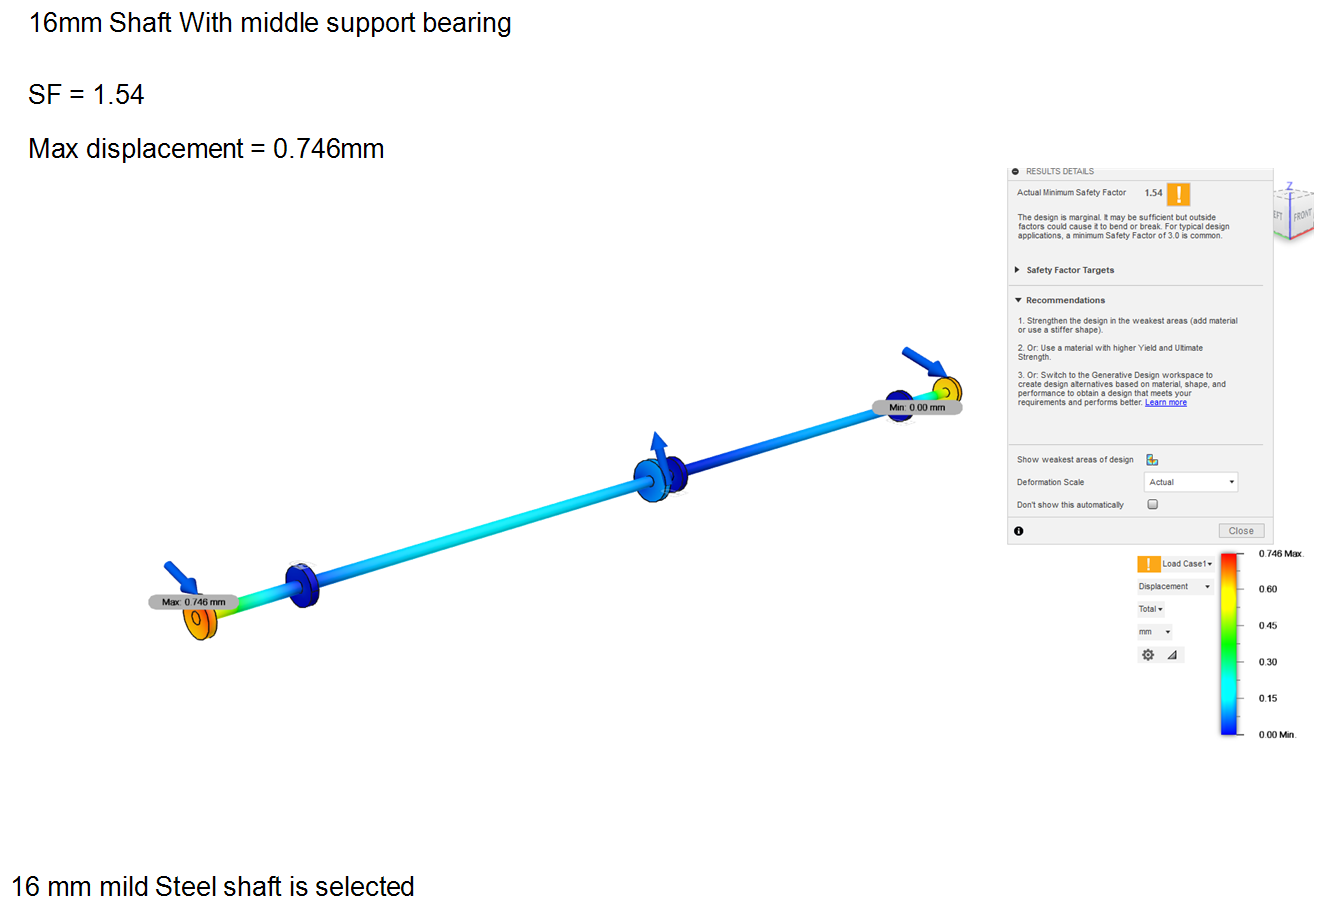 16mm Shaft With middle support bearing
SF = 1.54
Max displacement = 0.746mm
RESULTS DETAILS
Actual Minimum Safety Factor 1.54
The design is marginal. It may be sufficient but outside
factors could cause it to bend or break. For typical design
applications, a minimum Safety Factor of 3.0 is common.
Safety Factor Targets
Recommendations
1. Strengthen the design in the weakest areas (add material
or use a stiffer shape).
2. Or: Use a material with higher Yield and Ultimate
Strength.
3. Or: Switch to the Generative Design workspace to
create design alternatives based on material, shape, and
performance to obtain a design that meets your
requirements and performs better. Learn more
Show weakest areas of design
Deformation Scale Actual
Don't show this automatically
Close
Z
EFT FRONT
Min: 0.00 mm
Max: 0.746 mm
Load Case1
Displacement
Total
mm
0.746 Max.
0.60
0.45
0.30
0.15
0.00 Min.
16 mm mild Steel shaft is selected